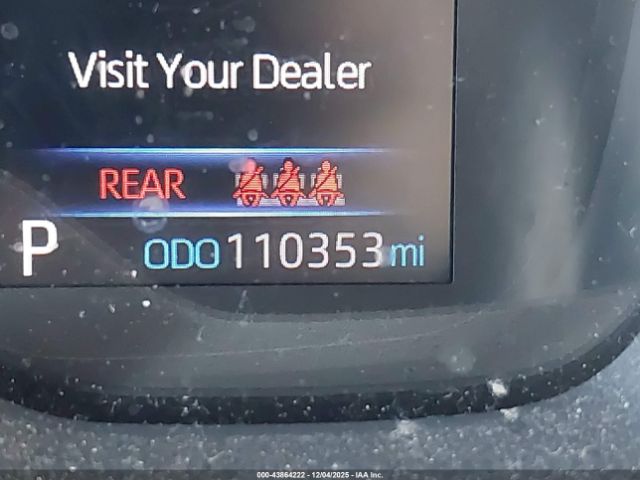 Visit Your Dealer
REAR
P ODO 110353 mi
000-43864222 - 12/04/2025 - IAA Inc.